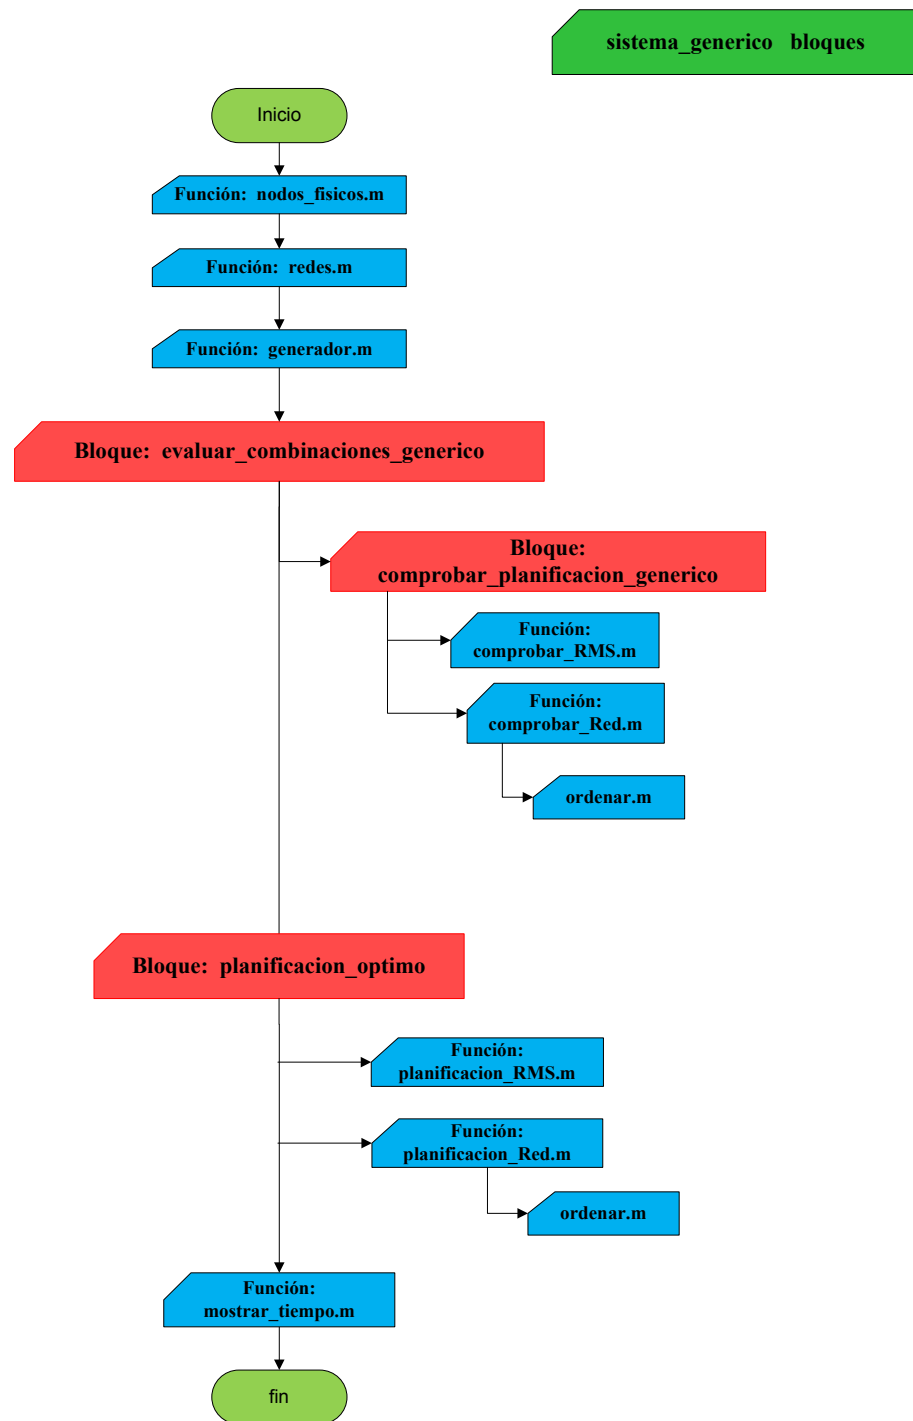 sistema_generico bloques
Inicio
Función: nodos_fisicos.m
Función: redes.m
Función: generador.m
Bloque: evaluar_combinaciones_generico
Bloque:
comprobar_planificacion_generico
Función:
comprobar_RMS.m
Función:
comprobar_Red.m
ordenar.m
Bloque: planificacion_optimo
Función:
planificacion_RMS.m
Función:
planificacion_Red.m
ordenar.m
Función:
mostrar_tiempo.m
fin